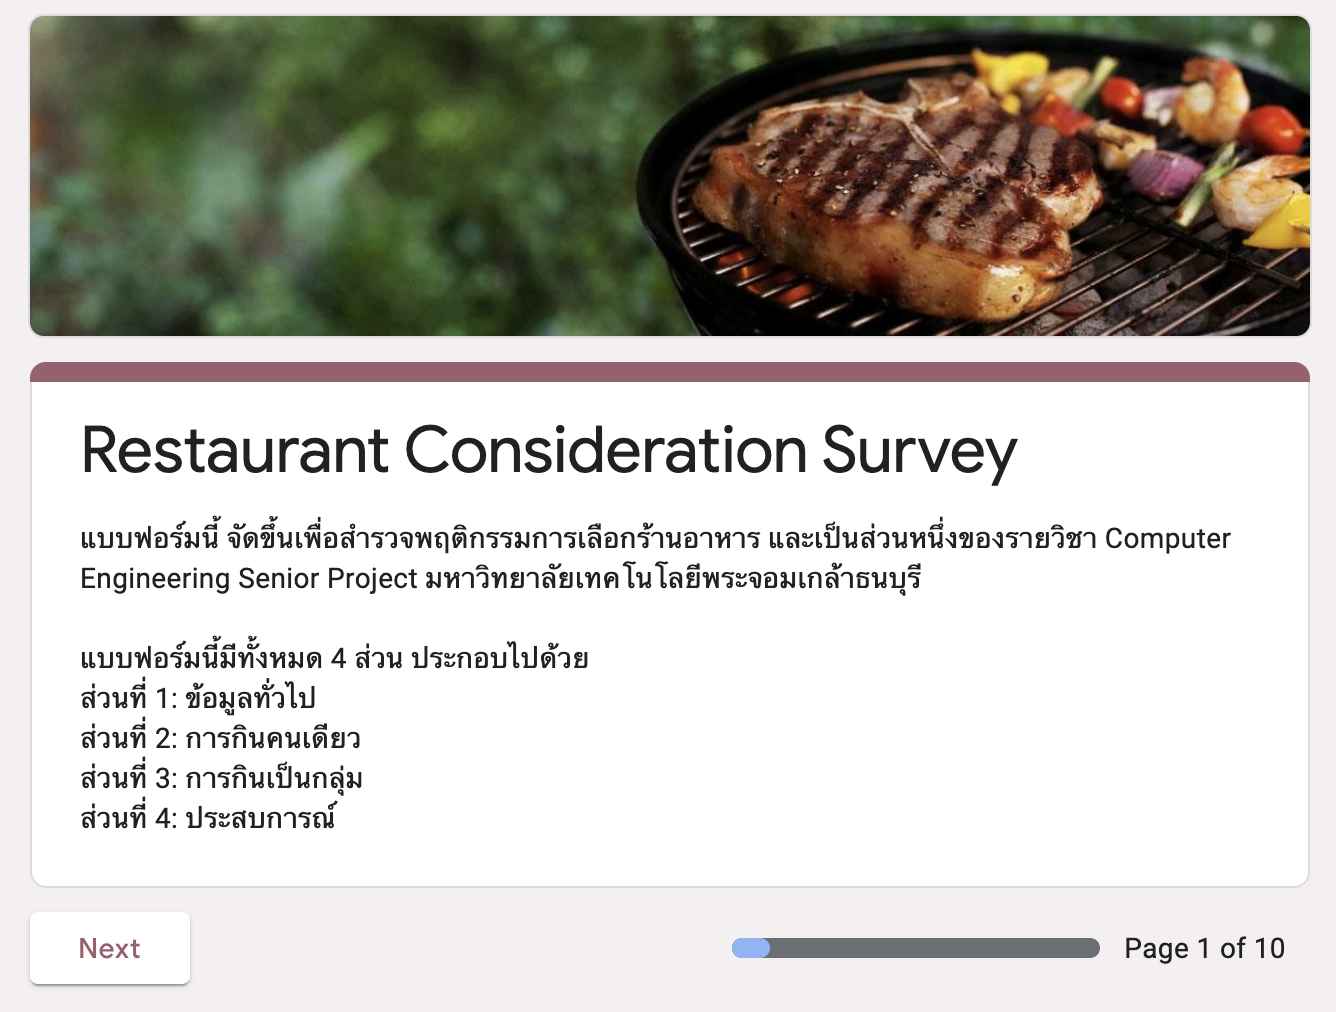 Restaurant Consideration Survey
แบบฟอร์มนี้ จัดขึ้นเพื่อสำรวจพฤติกรรมการเลือกร้านอาหาร และเป็นส่วนหนึ่งของรายวิชา Computer
Engineering Senior Project มหาวิทยาลัยเทคโนโลยีพระจอมเกล้าธนบุรี
แบบฟอร์มนี้มีทั้งหมด 4 ส่วน ประกอบไปด้วย
ส่วนที่ 1: ข้อมูลทั่วไป
ส่วนที่ 2: การกินคนเดียว
ส่วนที่ 3: การกินเป็นกลุ่ม
ส่วนที่ 4: ประสบการณ์
Next
Page 1 of 10